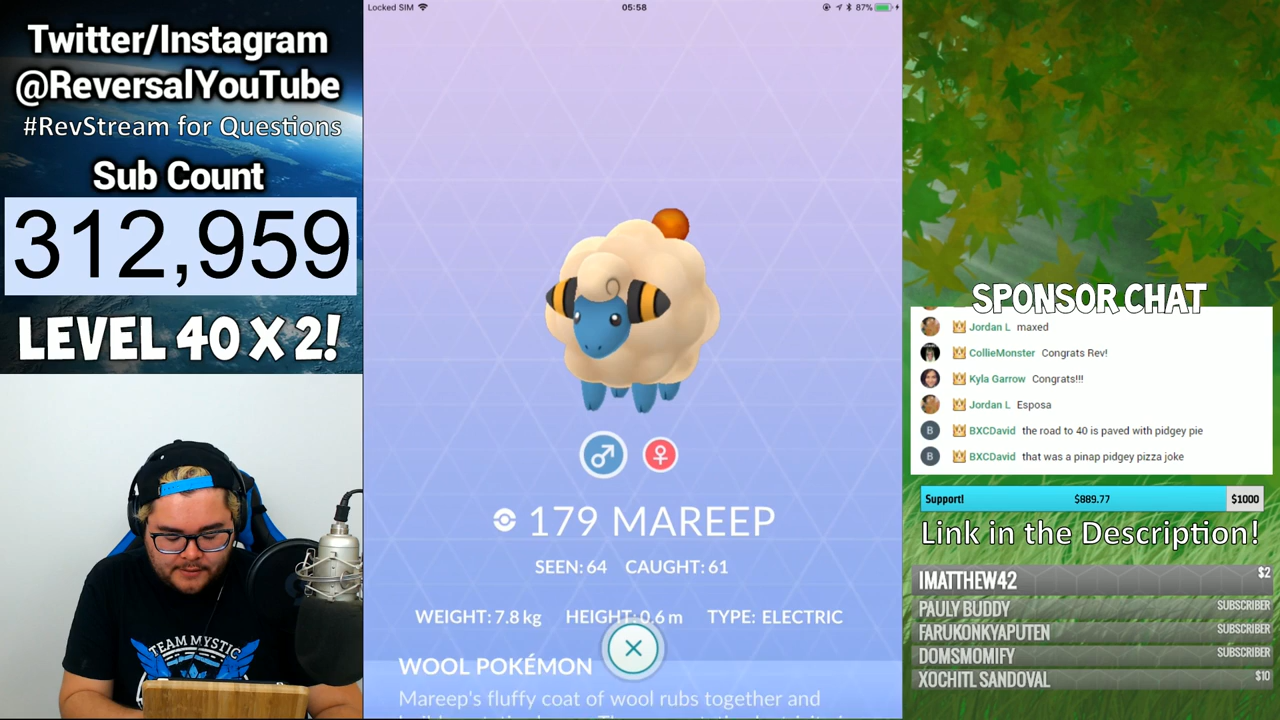 Twitter/Instagram
@ReversalYouTube
#RevStream for Questions
Sub Count
312,959
LEVEL 40 X 2!
TEAM MYSTIC
Locked SIM
05:58
87%
179 MAREEP
SEEN: 64 CAUGHT: 61
WEIGHT: 7.8 kg HEIGHT: 0.6 m TYPE: ELECTRIC
WOOL POKÉMON
Mareep's fluffy coat of wool rubs together and
SPONSOR CHAT
Jordan L maxed
CollieMonster Congrats Rev!
Kyla Garrow Congrats!!!
Jordan L Esposa
B BXCDavid the road to 40 is paved with pidgey pie
B BXCDavid that was a pinap pidgey pizza joke
Support! $889.77 $1000
Link in the Description!
IMATTHEW42 $2
PAULY BUDDY SUBSCRIBER
FARUKONKYAPUTEN SUBSCRIBER
DOMSMOMIFY SUBSCRIBER
XOCHITL SANDOVAL $10